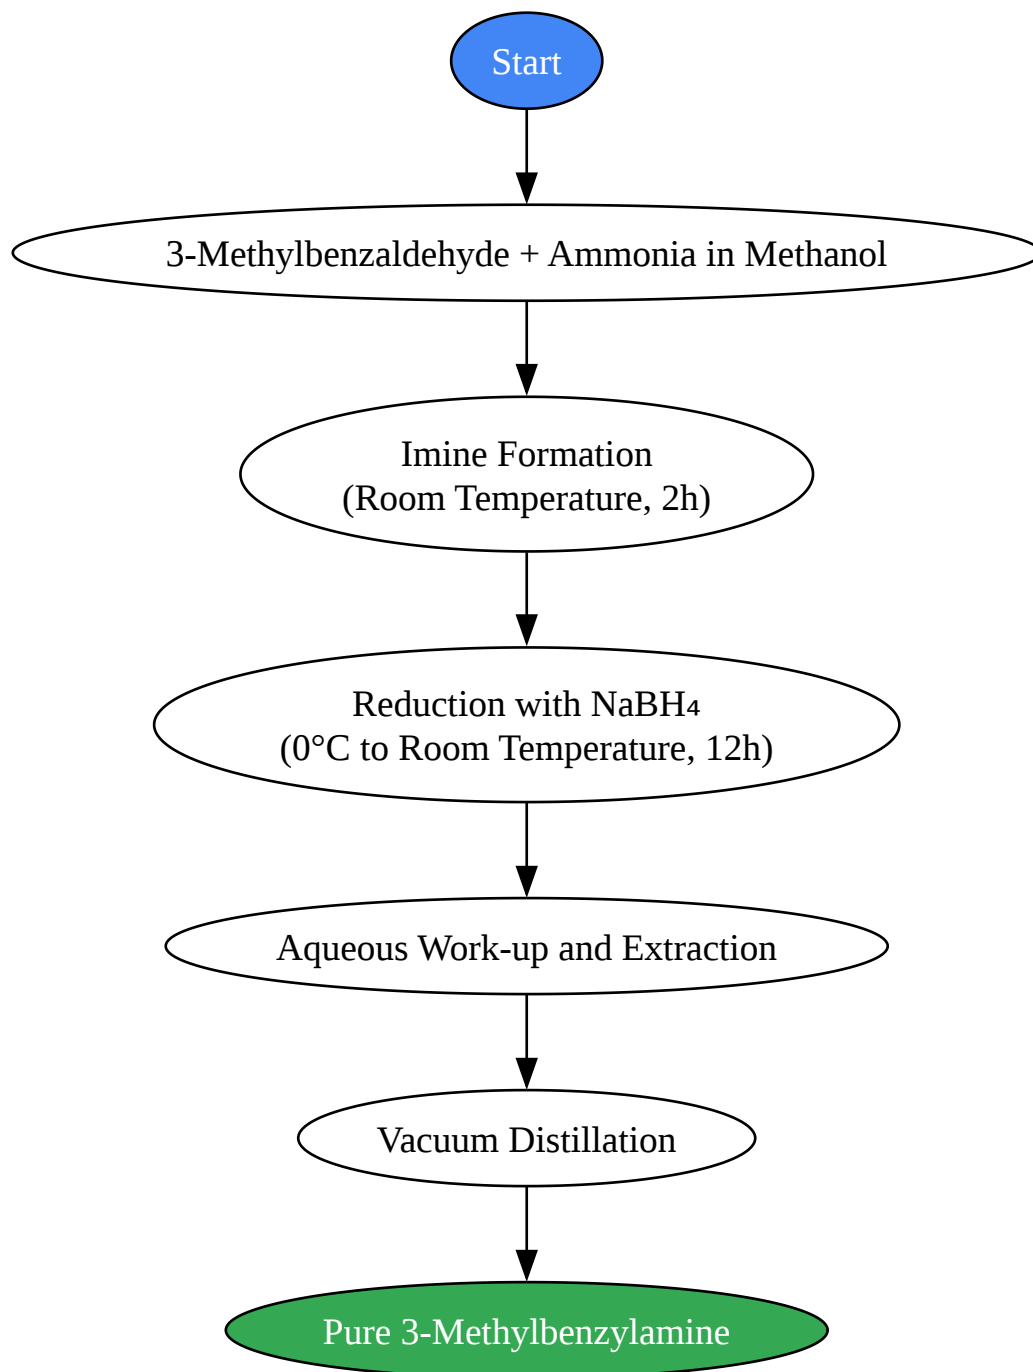 Start
3-Methylbenzaldehyde + Ammonia in Methanol
Imine Formation
(Room Temperature, 2h)
Reduction with NaBH₄
(0°C to Room Temperature, 12h)
Aqueous Work-up and Extraction
Vacuum Distillation
Pure 3-Methylbenzylamine